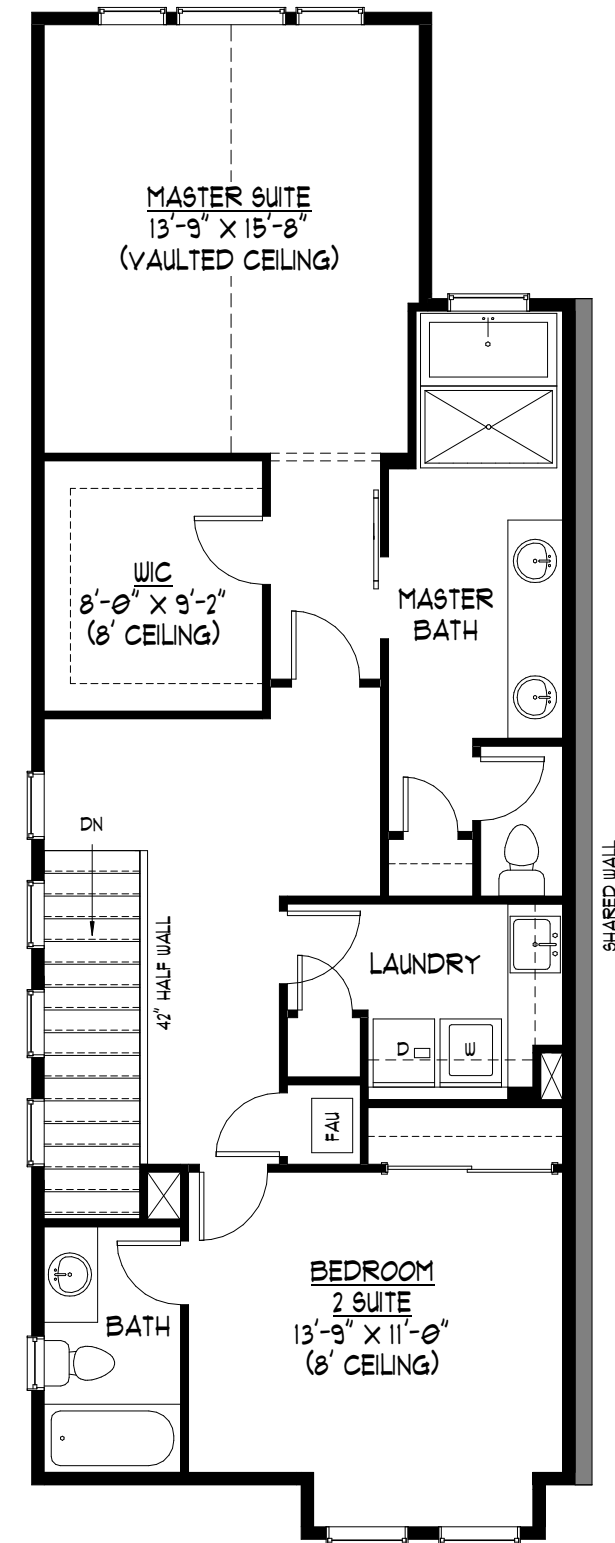 MASTER SUITE
13'-9" X 15'-8"
(VAULTED CEILING)
WIC
8'-0" X 9'-2"
(8' CEILING)
MASTER
BATH
DN
42" HALF WALL
SHARED WALL
LAUNDRY
D
W
FAU
BEDROOM
2 SUITE
13'-9" X 11'-0"
(8' CEILING)
BATH